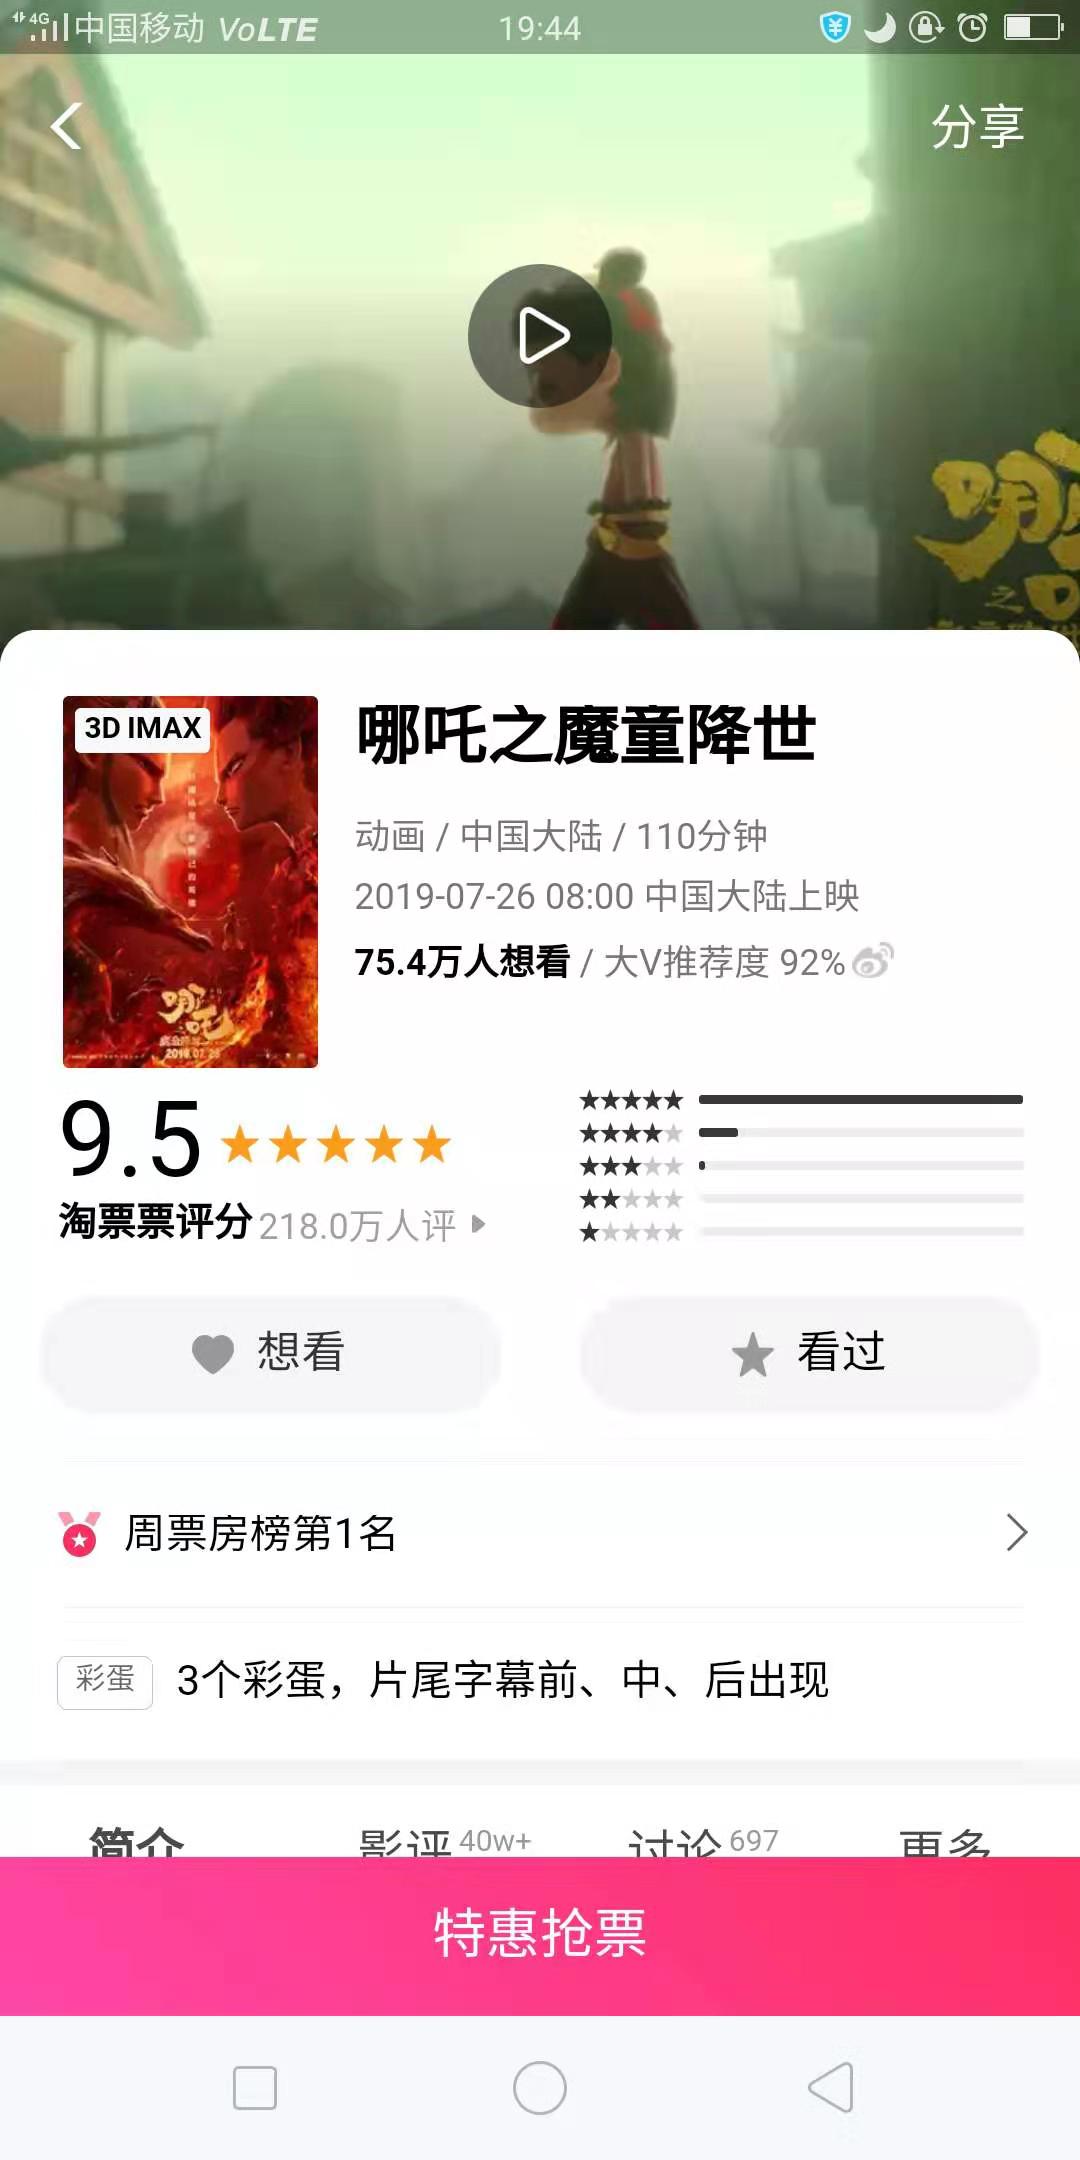 4G 中国移动 VoLTE 19:44
分享
3D IMAX
哪吒之魔童降世
动画 / 中国大陆 / 110分钟
2019-07-26 08:00 中国大陆上映
75.4万人想看 / 大V推荐度 92%
哪吒
2019.07.26
9.5
淘票票评分 218.0万人评
想看
看过
周票房榜第1名
彩蛋 3个彩蛋，片尾字幕前、中、后出现
简介 影评 40w+ 讨论 697 更多
特惠抢票